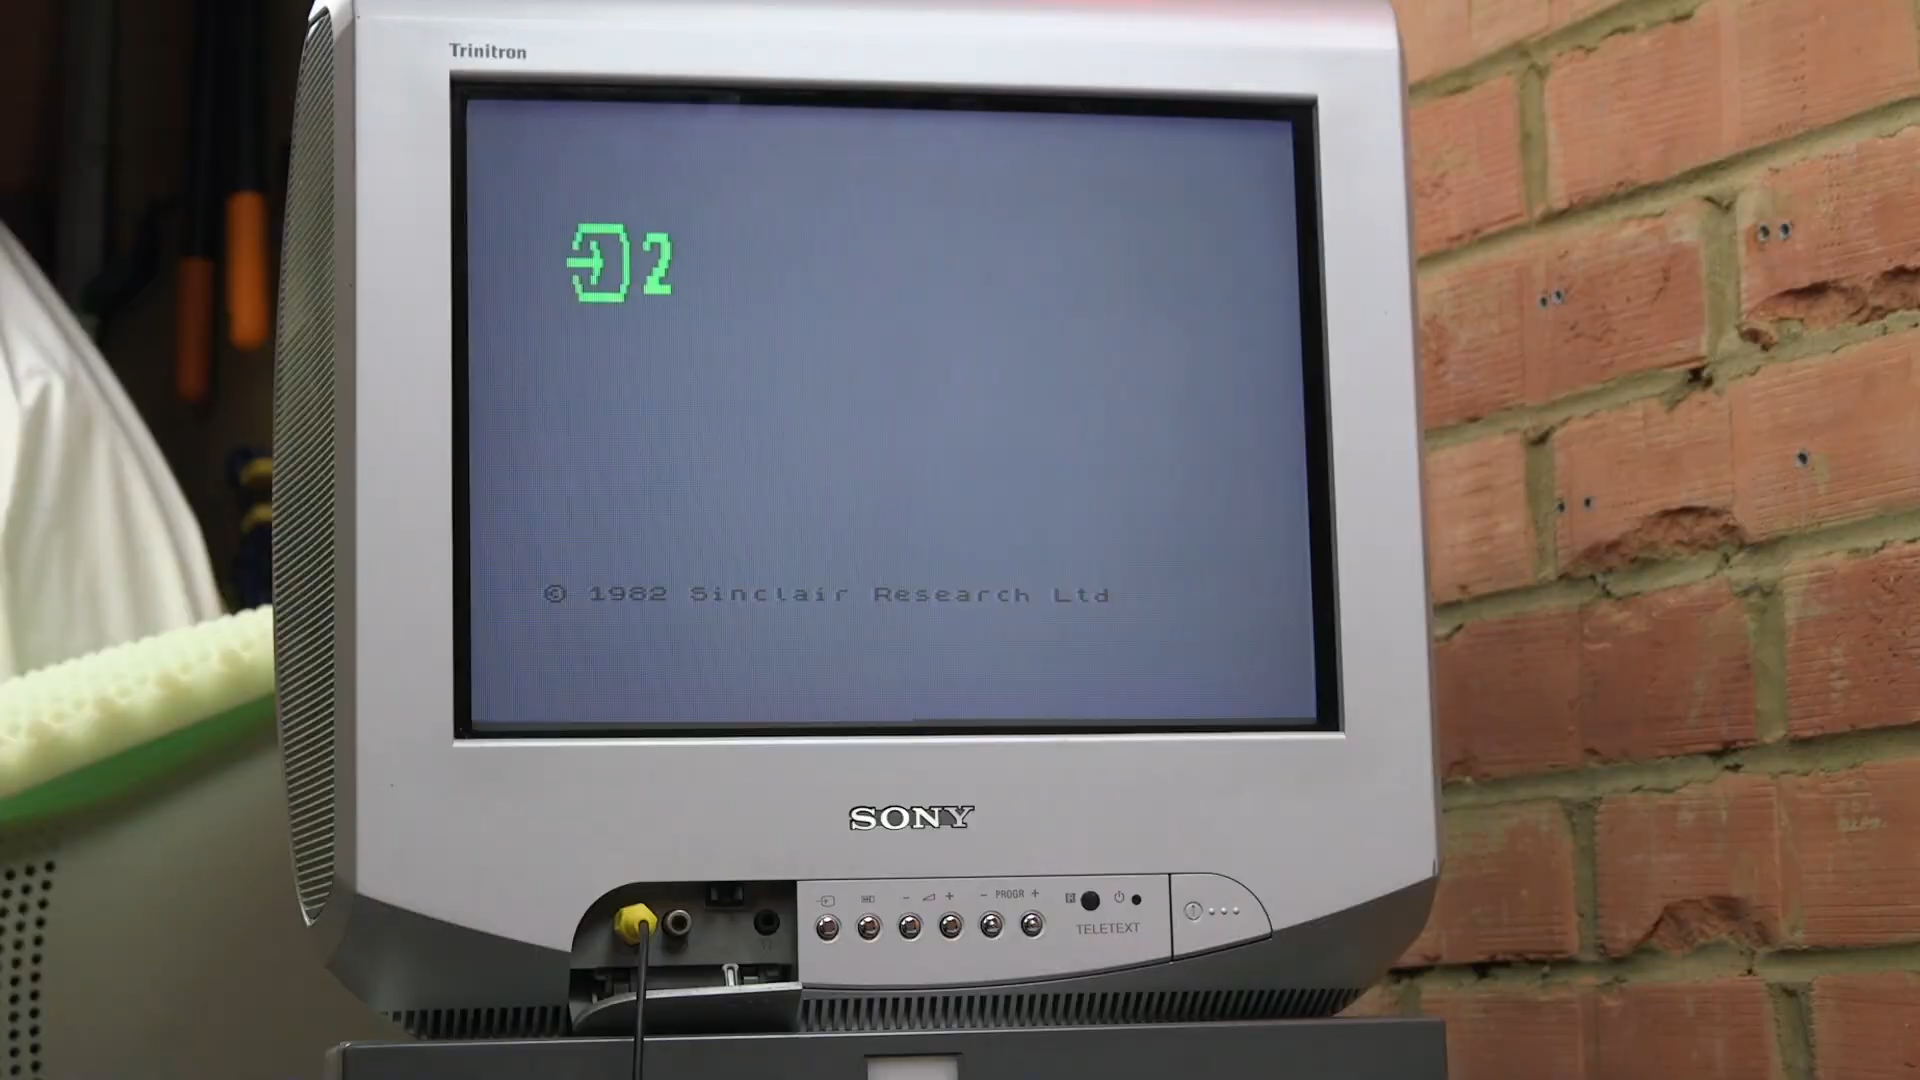 Trinitron
2
© 1982 Sinclair Research Ltd
SONY
- + - PROGR +
TELETEXT